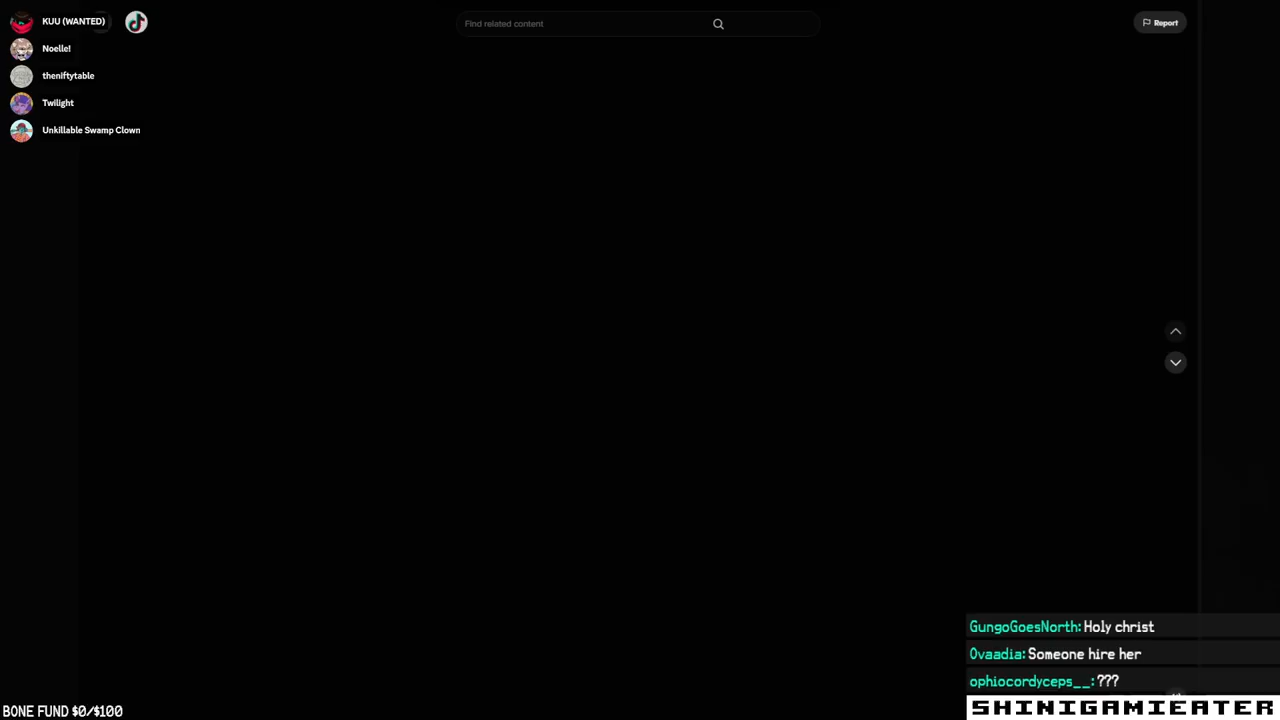 KUU (WANTED)
Find related content
Report
Noelle!
theniftytable
Twilight
Unkillable Swamp Clown
GungoGoesNorth: Holy christ
Ovaadia: Someone hire her
ophiocordyceps__: ???
BONE FUND $0/$100
SHINIGAMIEATER